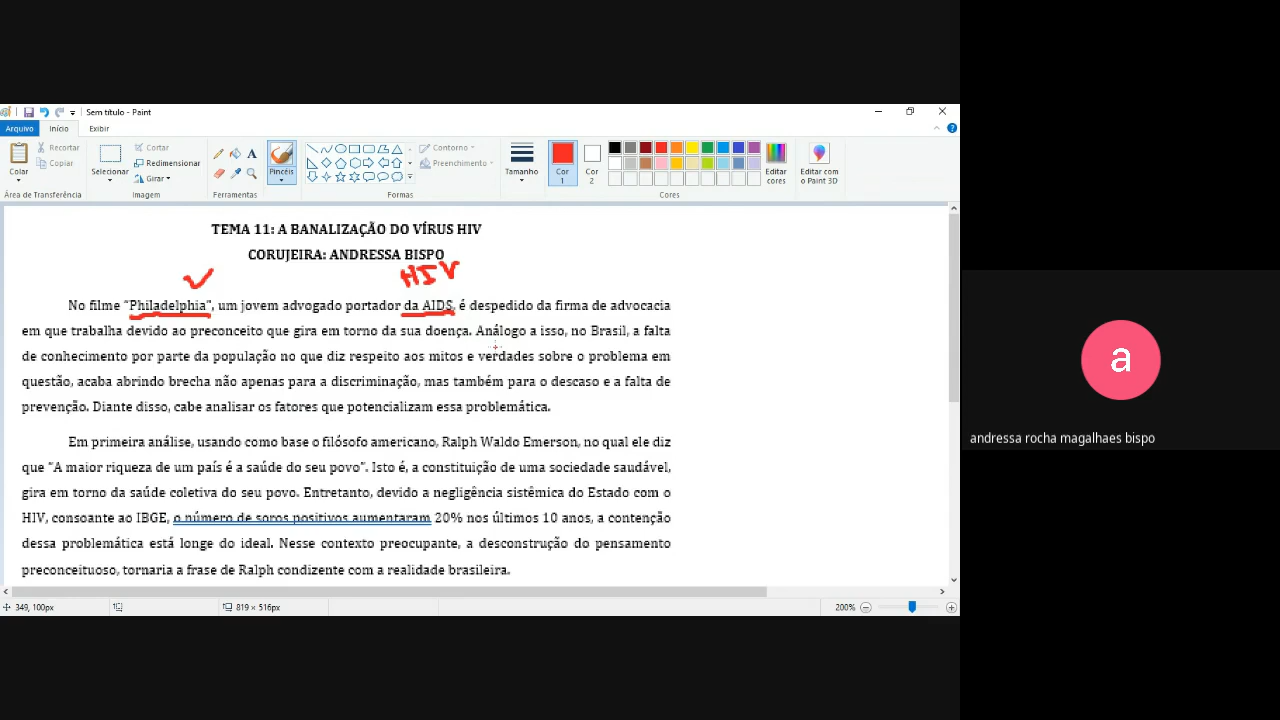 Sem título - Paint
Arquivo Início Exibir
Colar
Recortar
Copiar
Área de Transferência
Selecionar
Cortar
Redimensionar
Girar
Imagem
A
Ferramentas
Pincéis
Contorno
Preenchimento
Formas
Tamanho
Cor 1
Cor 2
Editar cores
Cores
Editar com o Paint 3D
TEMA 11: A BANALIZAÇÃO DO VÍRUS HIV
CORUJEIRA: ANDRESSA BISPO
HIV
No filme “Philadelphia”, um jovem advogado portador da AIDS, é despedido da firma de advocacia
em que trabalha devido ao preconceito que gira em torno da sua doença. Análogo a isso, no Brasil, a falta
de conhecimento por parte da população no que diz respeito aos mitos e verdades sobre o problema em
questão, acaba abrindo brecha não apenas para a discriminação, mas também para o descaso e a falta de
prevenção. Diante disso, cabe analisar os fatores que potencializam essa problemática.
Em primeira análise, usando como base o filósofo americano, Ralph Waldo Emerson, no qual ele diz
que “A maior riqueza de um país é a saúde do seu povo”. Isto é, a constituição de uma sociedade saudável,
gira em torno da saúde coletiva do seu povo. Entretanto, devido a negligência sistêmica do Estado com o
HIV, consoante ao IBGE, o número de soros positivos aumentaram 20% nos últimos 10 anos, a contenção
dessa problemática está longe do ideal. Nesse contexto preocupante, a desconstrução do pensamento
preconceituoso, tornaria a frase de Ralph condizente com a realidade brasileira.
349, 100px
819 × 516px
200%
a
andressa rocha magalhaes bispo